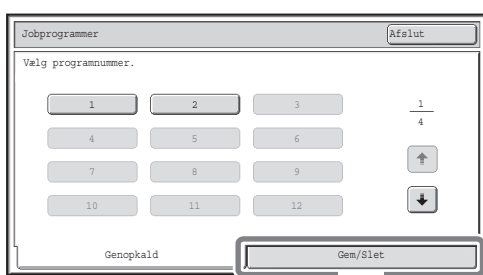 Jobprogrammer Afslut
Vælg programnummer.
1 2 3
1
4
4 5 6
7 8 9
10 11 12
Genopkald Gem/Slet